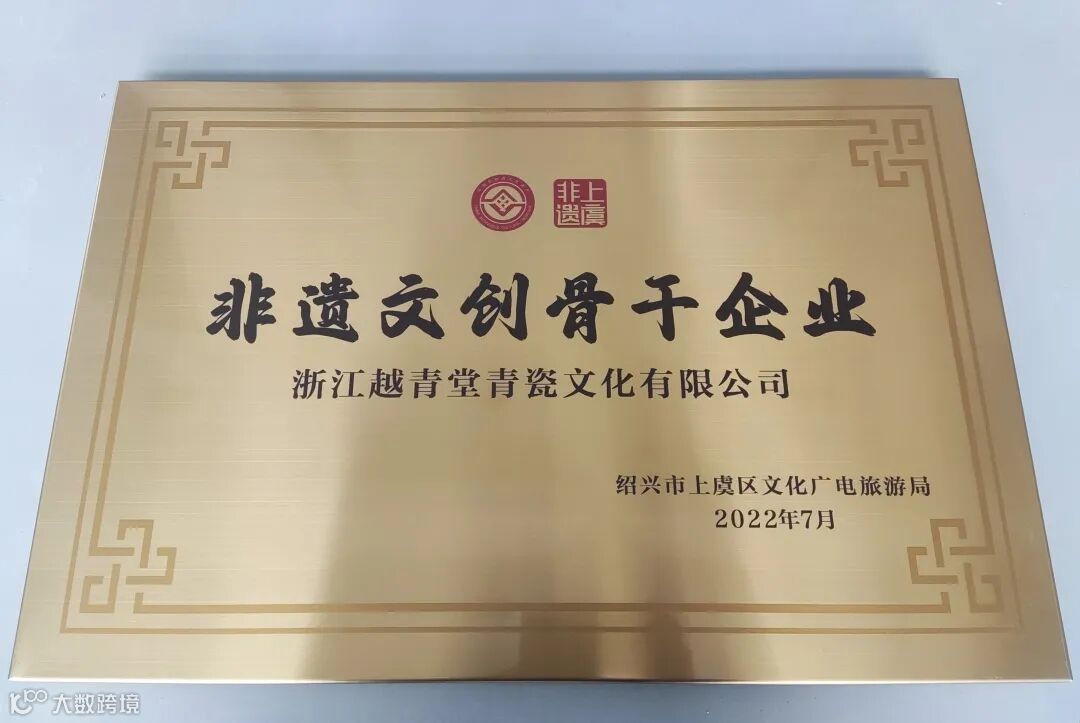 上虞非遗
非遗文创骨干企业
浙江越青堂青瓷文化有限公司
绍兴市上虞区文化广电旅游局
2022年7月
大数跨境